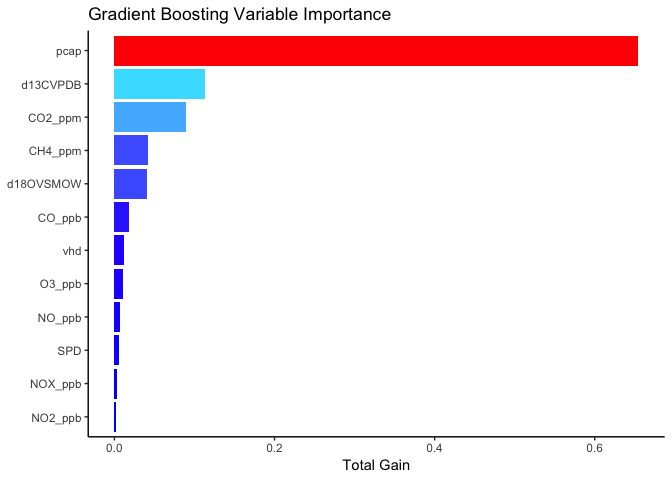 Gradient Boosting Variable Importance
pcap
d13CVPDB
CO2_ppm
CH4_ppm
d18OVSMOW
CO_ppb
vhd
O3_ppb
NO_ppb
SPD
NOX_ppb
NO2_ppb
0.0 0.2 0.4 0.6
Total Gain